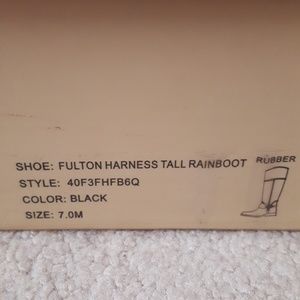 SHOE: FULTON HARNESS TALL RAINBOOT RUBBER
STYLE: 40F3FHFB6Q
COLOR: BLACK
SIZE: 7.0M